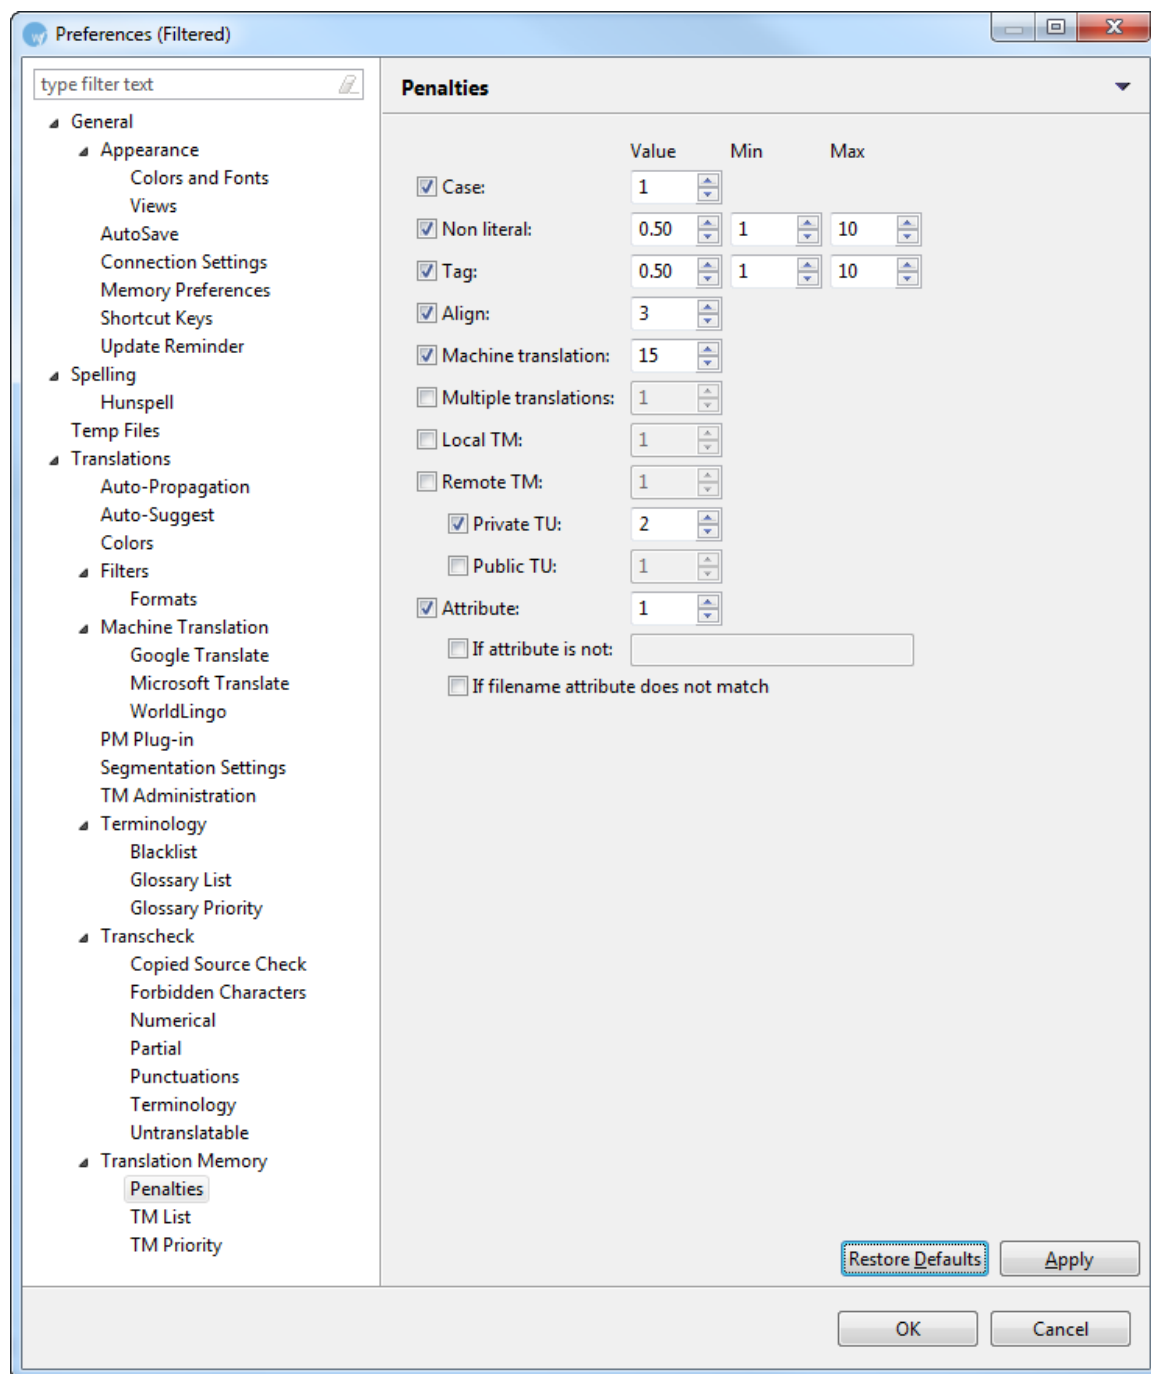 Preferences (Filtered)
type filter text
General
Appearance
Colors and Fonts
Views
AutoSave
Connection Settings
Memory Preferences
Shortcut Keys
Update Reminder
Spelling
Hunspell
Temp Files
Translations
Auto-Propagation
Auto-Suggest
Colors
Filters
Formats
Machine Translation
Google Translate
Microsoft Translate
WorldLingo
PM Plug-in
Segmentation Settings
TM Administration
Terminology
Blacklist
Glossary List
Glossary Priority
Transcheck
Copied Source Check
Forbidden Characters
Numerical
Partial
Punctuations
Terminology
Untranslatable
Translation Memory
Penalties
TM List
TM Priority
Penalties
Value Min Max
Case: 1
Non literal: 0.50 1 10
Tag: 0.50 1 10
Align: 3
Machine translation: 15
Multiple translations: 1
Local TM: 1
Remote TM: 1
Private TU: 2
Public TU: 1
Attribute: 1
If attribute is not:
If filename attribute does not match
Restore Defaults Apply
OK Cancel